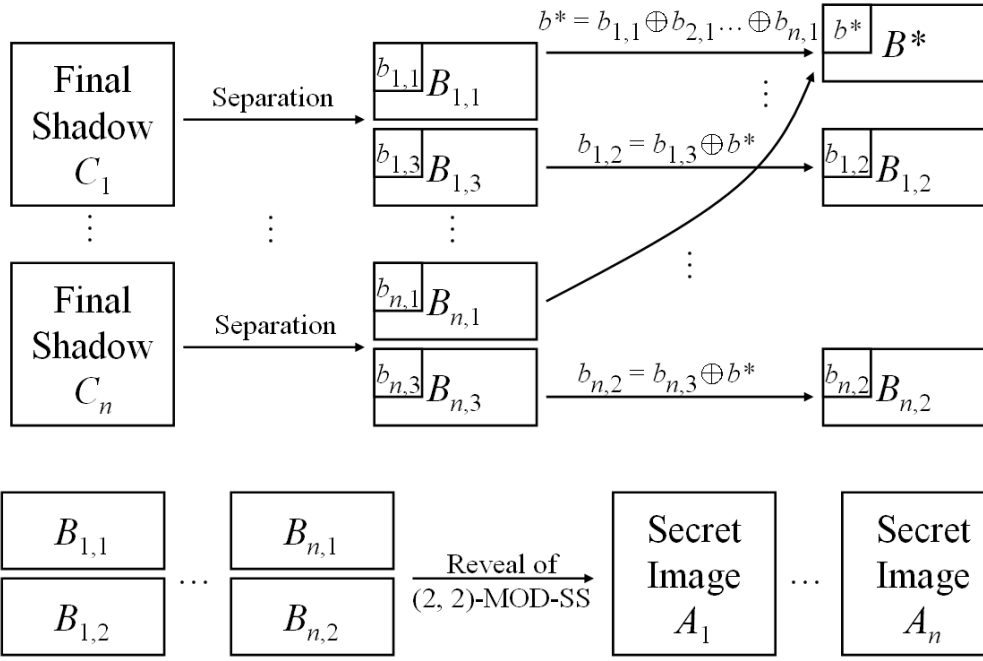 b* = b₁,₁ ⊕ b₂,₁ … ⊕ bₙ,₁
b* B*
Final
Shadow
C₁
Separation
b₁,₁ B₁,₁
⋮
b₁,₃ B₁,₃
b₁,₂ = b₁,₃ ⊕ b*
b₁,₂ B₁,₂
⋮ ⋮ ⋮ ⋮
Final
Shadow
Cₙ
Separation
bₙ,₁ Bₙ,₁
bₙ,₃ Bₙ,₃
bₙ,₂ = bₙ,₃ ⊕ b*
bₙ,₂ Bₙ,₂
B₁,₁ … Bₙ,₁
B₁,₂ Bₙ,₂
Reveal of
(2, 2)-MOD-SS
Secret
Image
A₁
…
Secret
Image
Aₙ